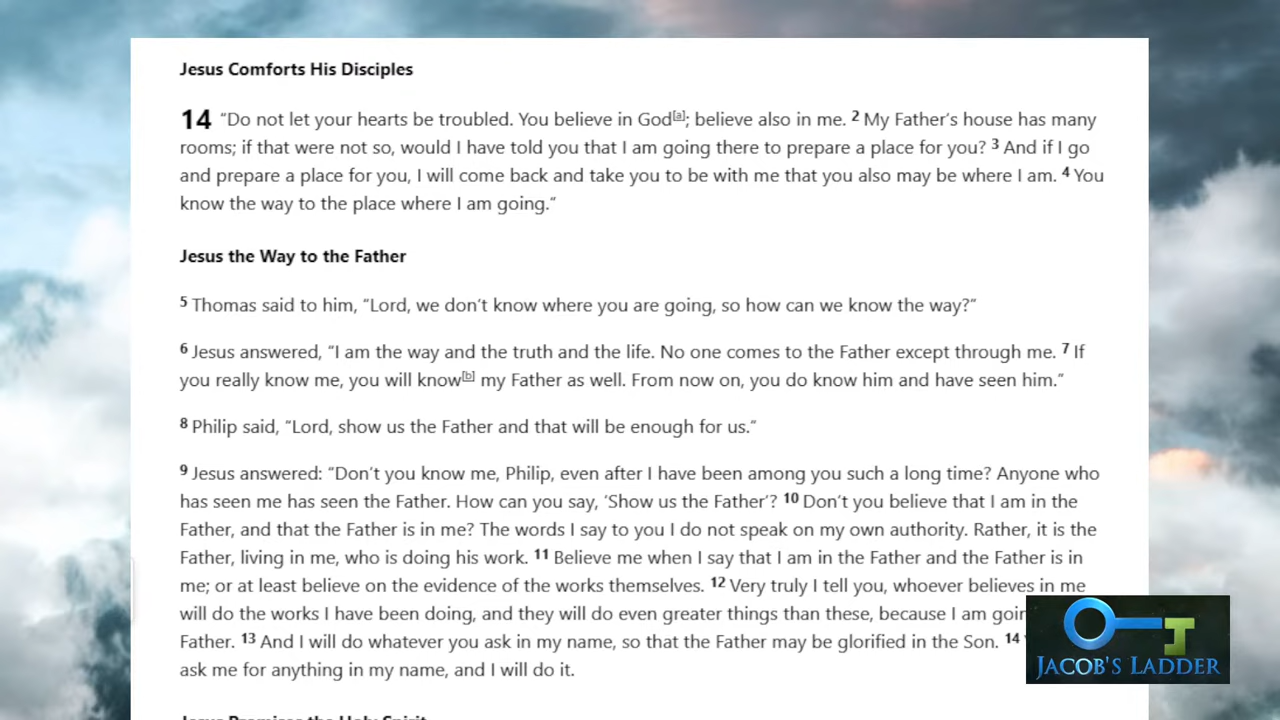 Jesus Comforts His Disciples
14 “Do not let your hearts be troubled. You believe in God[a]; believe also in me. 2 My Father’s house has many
rooms; if that were not so, would I have told you that I am going there to prepare a place for you? 3 And if I go
and prepare a place for you, I will come back and take you to be with me that you also may be where I am. 4 You
know the way to the place where I am going.”
Jesus the Way to the Father
5 Thomas said to him, “Lord, we don’t know where you are going, so how can we know the way?”
6 Jesus answered, “I am the way and the truth and the life. No one comes to the Father except through me. 7 If
you really know me, you will know[b] my Father as well. From now on, you do know him and have seen him.”
8 Philip said, “Lord, show us the Father and that will be enough for us.”
9 Jesus answered: “Don’t you know me, Philip, even after I have been among you such a long time? Anyone who
has seen me has seen the Father. How can you say, ‘Show us the Father’? 10 Don’t you believe that I am in the
Father, and that the Father is in me? The words I say to you I do not speak on my own authority. Rather, it is the
Father, living in me, who is doing his work. 11 Believe me when I say that I am in the Father and the Father is in
me; or at least believe on the evidence of the works themselves. 12 Very truly I tell you, whoever believes in me
will do the works I have been doing, and they will do even greater things than these, because I am
Father. 13 And I will do whatever you ask in my name, so that the Father may be glorified in the Son. 14
ask me for anything in my name, and I will do it.
Jesus Promises the Holy Spirit
JACOB'S LADDER